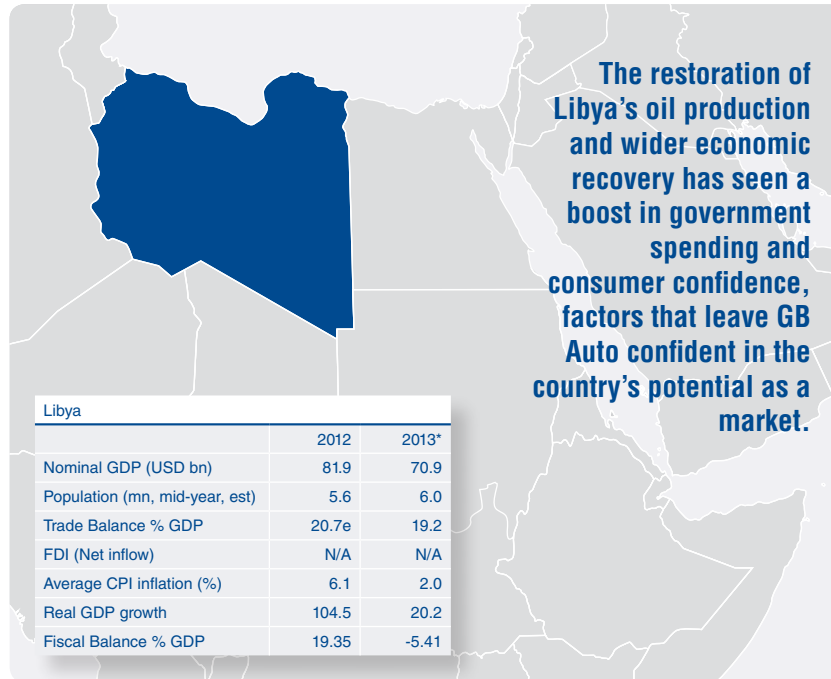 The restoration of
Libya’s oil production
and wider economic
recovery has seen a
boost in government
spending and
consumer confidence,
factors that leave GB
Auto confident in the
country’s potential as a
market.
Libya
2012 2013*
Nominal GDP (USD bn) 81.9 70.9
Population (mn, mid-year, est) 5.6 6.0
Trade Balance % GDP 20.7e 19.2
FDI (Net inflow) N/A N/A
Average CPI inflation (%) 6.1 2.0
Real GDP growth 104.5 20.2
Fiscal Balance % GDP 19.35 -5.41